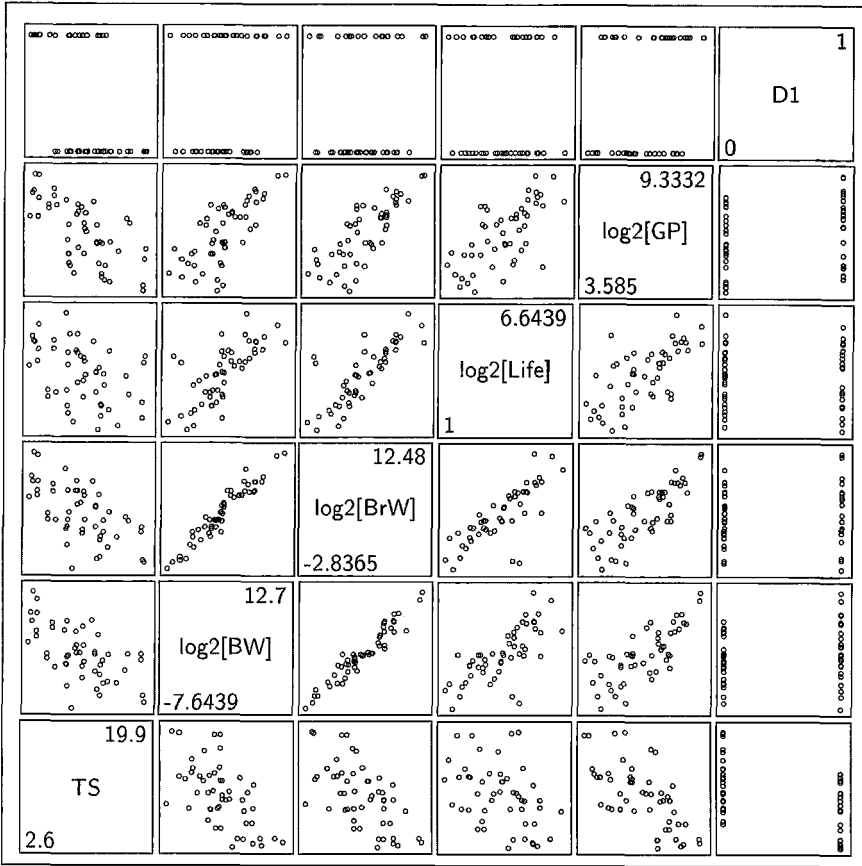 1
D1
0
9.3332
log2[GP]
3.585
6.6439
log2[Life]
1
12.48
log2[BrW]
-2.8365
12.7
log2[BW]
-7.6439
19.9
TS
2.6